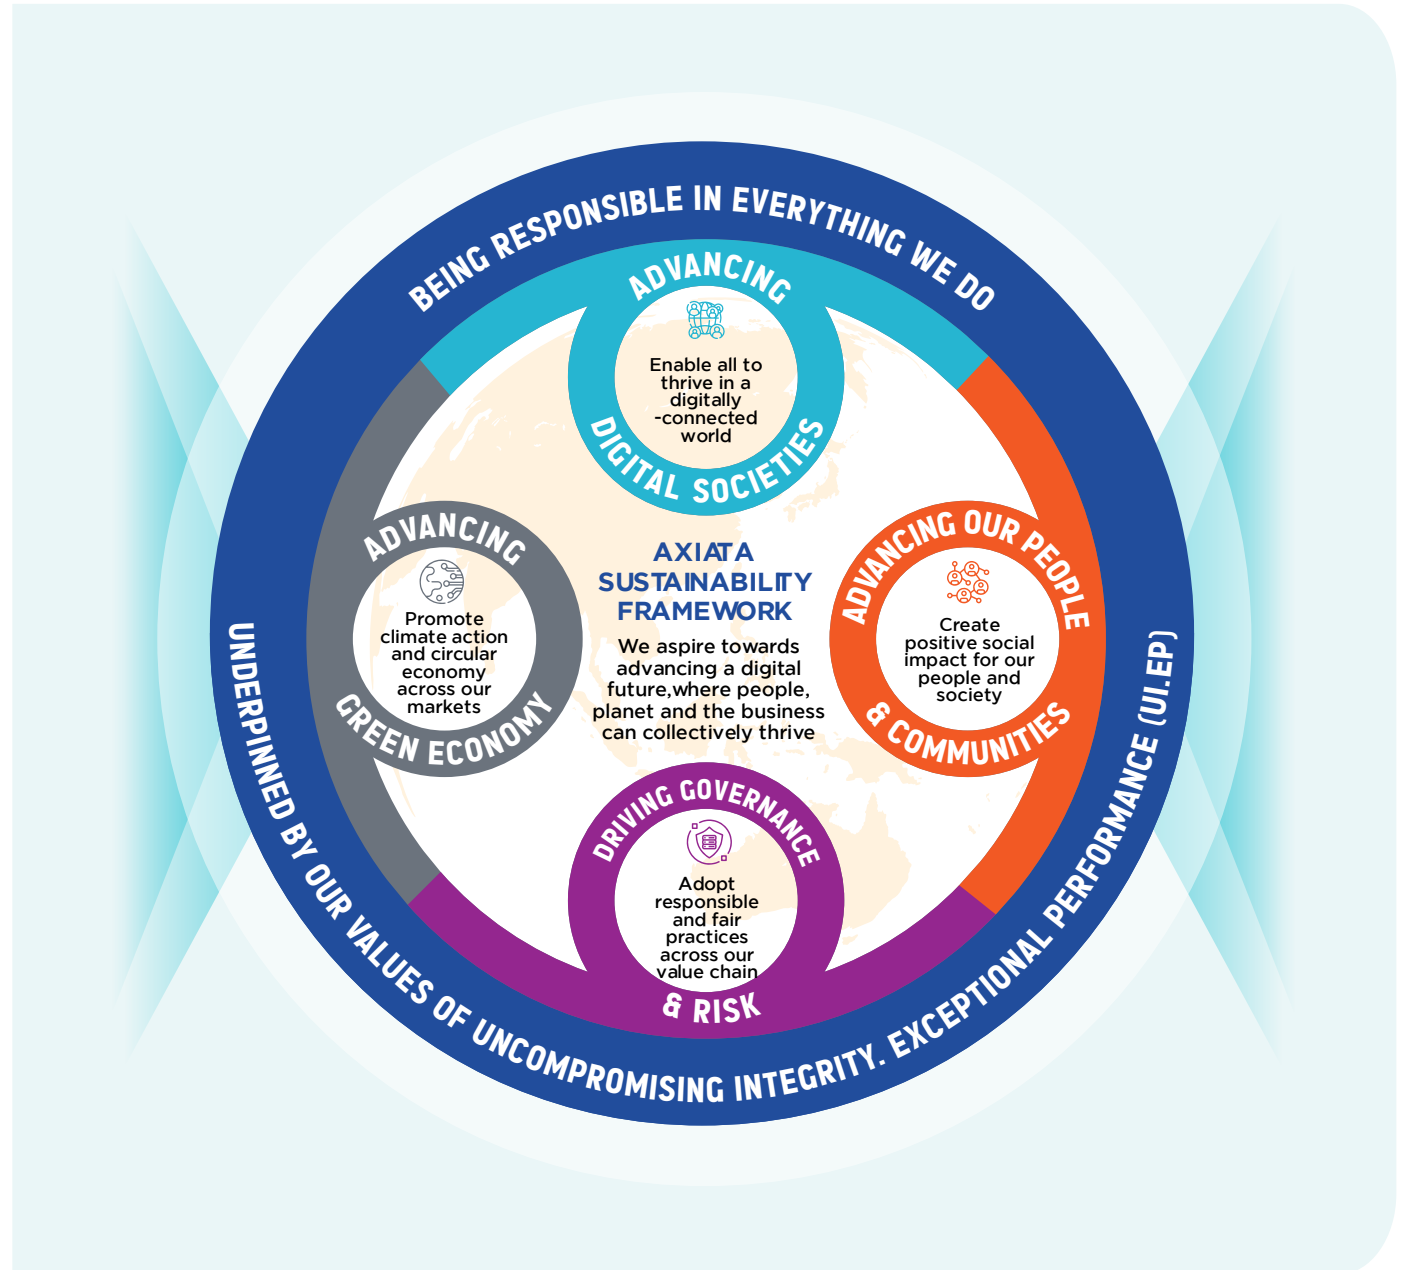 BEING RESPONSIBLE IN EVERYTHING WE DO
ADVANCING
Enable all to
thrive in a
digitally
-connected
world
DIGITAL SOCIETIES
ADVANCING
Promote
climate action
and circular
economy
across our
markets
GREEN ECONOMY
AXIATA
SUSTAINABILITY
FRAMEWORK
We aspire towards
advancing a digital
future,where people,
planet and the business
can collectively thrive
ADVANCING OUR PEOPLE
Create
positive social
impact for our
people and
society
& COMMUNITIES
DRIVING GOVERNANCE
Adopt
responsible
and fair
practices
across our
value chain
& RISK
UNDERPINNED BY OUR VALUES OF UNCOMPROMISING INTEGRITY. EXCEPTIONAL PERFORMANCE (UI.EP)